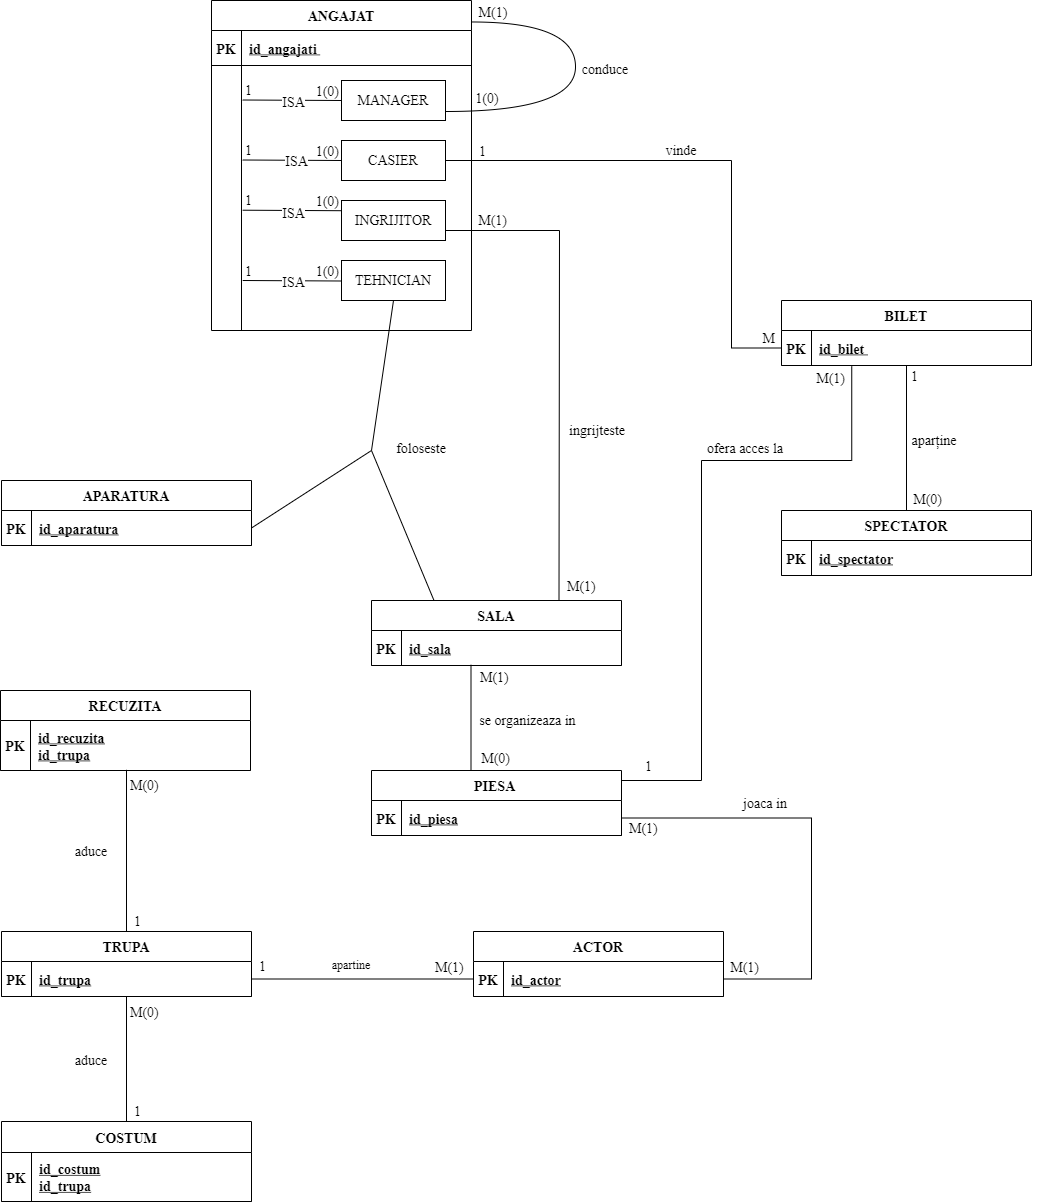 ANGAJAT
M(1)
PK id_angajati
conduce
1 ISA 1(0) MANAGER 1(0)
1 ISA 1(0) CASIER 1 vinde
1 ISA 1(0) INGRIJITOR M(1)
1 ISA 1(0) TEHNICIAN
BILET
M
PK id_bilet
M(1) 1
ingrijteste
foloseste
ofera acces la
aparține
APARATURA
M(0)
PK id_aparatura
SPECTATOR
PK id_spectator
M(1)
SALA
PK id_sala
M(1)
RECUZITA
se organizeaza in
PK id_recuzita
id_trupa
M(0)
1
M(0)
PIESA
joaca in
PK id_piesa
M(1)
aduce
1
TRUPA
ACTOR
1 apartine M(1)
M(1)
PK id_trupa
PK id_actor
M(0)
aduce
1
COSTUM
PK id_costum
id_trupa